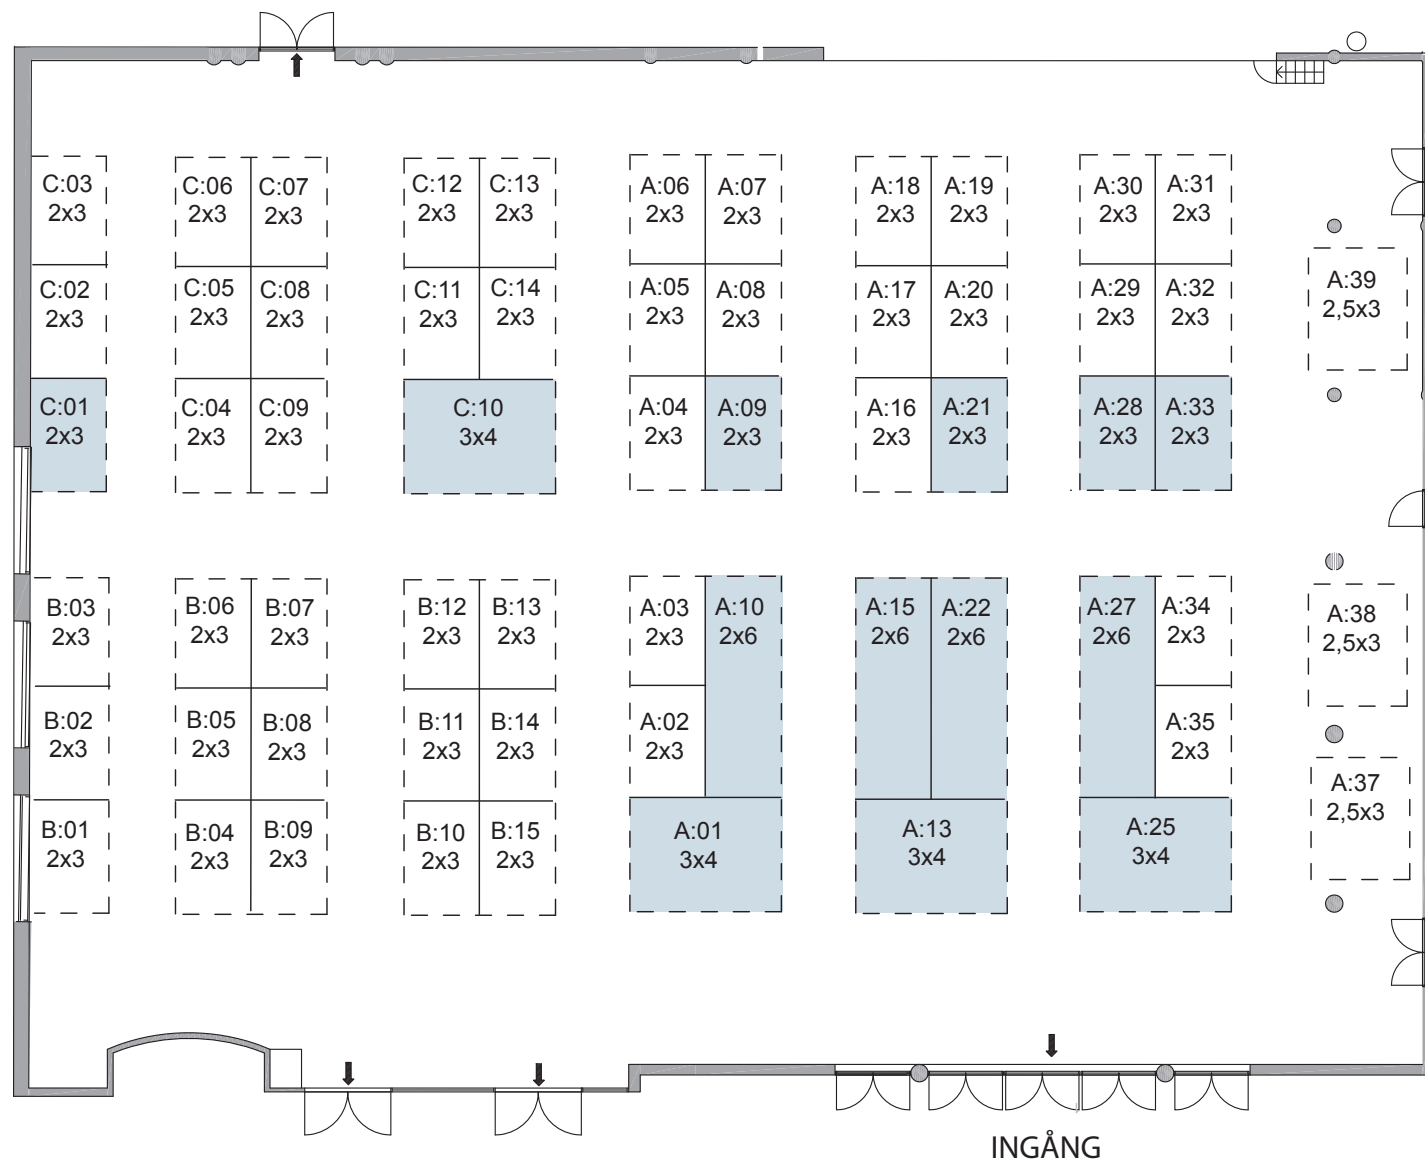 C:03
2x3
C:06
2x3
C:07
2x3
C:12
2x3
C:13
2x3
A:06
2x3
A:07
2x3
A:18
2x3
A:19
2x3
A:30
2x3
A:31
2x3
C:02
2x3
C:05
2x3
C:08
2x3
C:11
2x3
C:14
2x3
A:05
2x3
A:08
2x3
A:17
2x3
A:20
2x3
A:29
2x3
A:32
2x3
A:39
2,5x3
C:01
2x3
C:04
2x3
C:09
2x3
C:10
3x4
A:04
2x3
A:09
2x3
A:16
2x3
A:21
2x3
A:28
2x3
A:33
2x3
B:03
2x3
B:06
2x3
B:07
2x3
B:12
2x3
B:13
2x3
A:03
2x3
A:10
2x6
A:15
2x6
A:22
2x6
A:27
2x6
A:34
2x3
A:38
2,5x3
B:02
2x3
B:05
2x3
B:08
2x3
B:11
2x3
B:14
2x3
A:02
2x3
A:35
2x3
A:37
2,5x3
B:01
2x3
B:04
2x3
B:09
2x3
B:10
2x3
B:15
2x3
A:01
3x4
A:13
3x4
A:25
3x4
INGÅNG